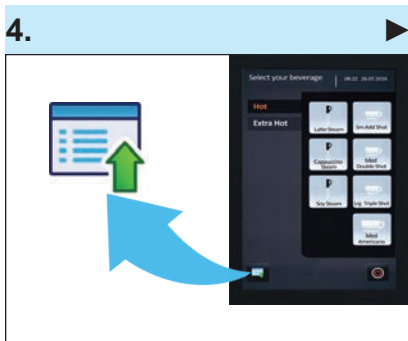 4.
Select your beverage
08:22 26.07.2016
Hot
Extra Hot
Latte Steam
Sm Add Shot
Cappuccino
Steam
Med
Double Shot
Soy Steam
Lrg Triple Shot
Med
Americano